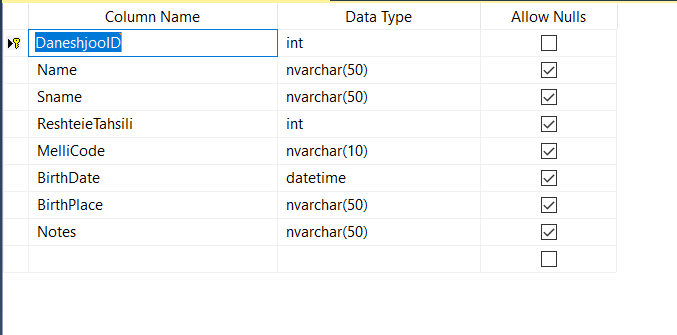 Column Name Data Type Allow Nulls
DaneshjooID int
Name nvarchar(50)
Sname nvarchar(50)
ReshteieTahsili int
MelliCode nvarchar(10)
BirthDate datetime
BirthPlace nvarchar(50)
Notes nvarchar(50)